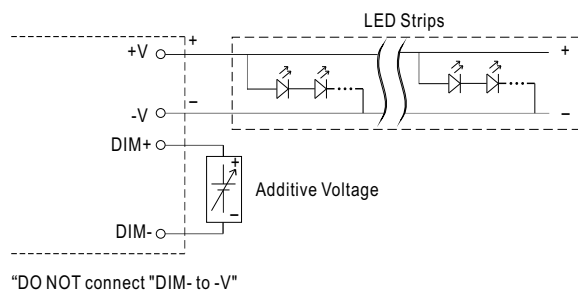 LED Strips
+V
+
+
-V
−
−
DIM+
+
Additive Voltage
−
DIM-
“DO NOT connect "DIM- to -V"